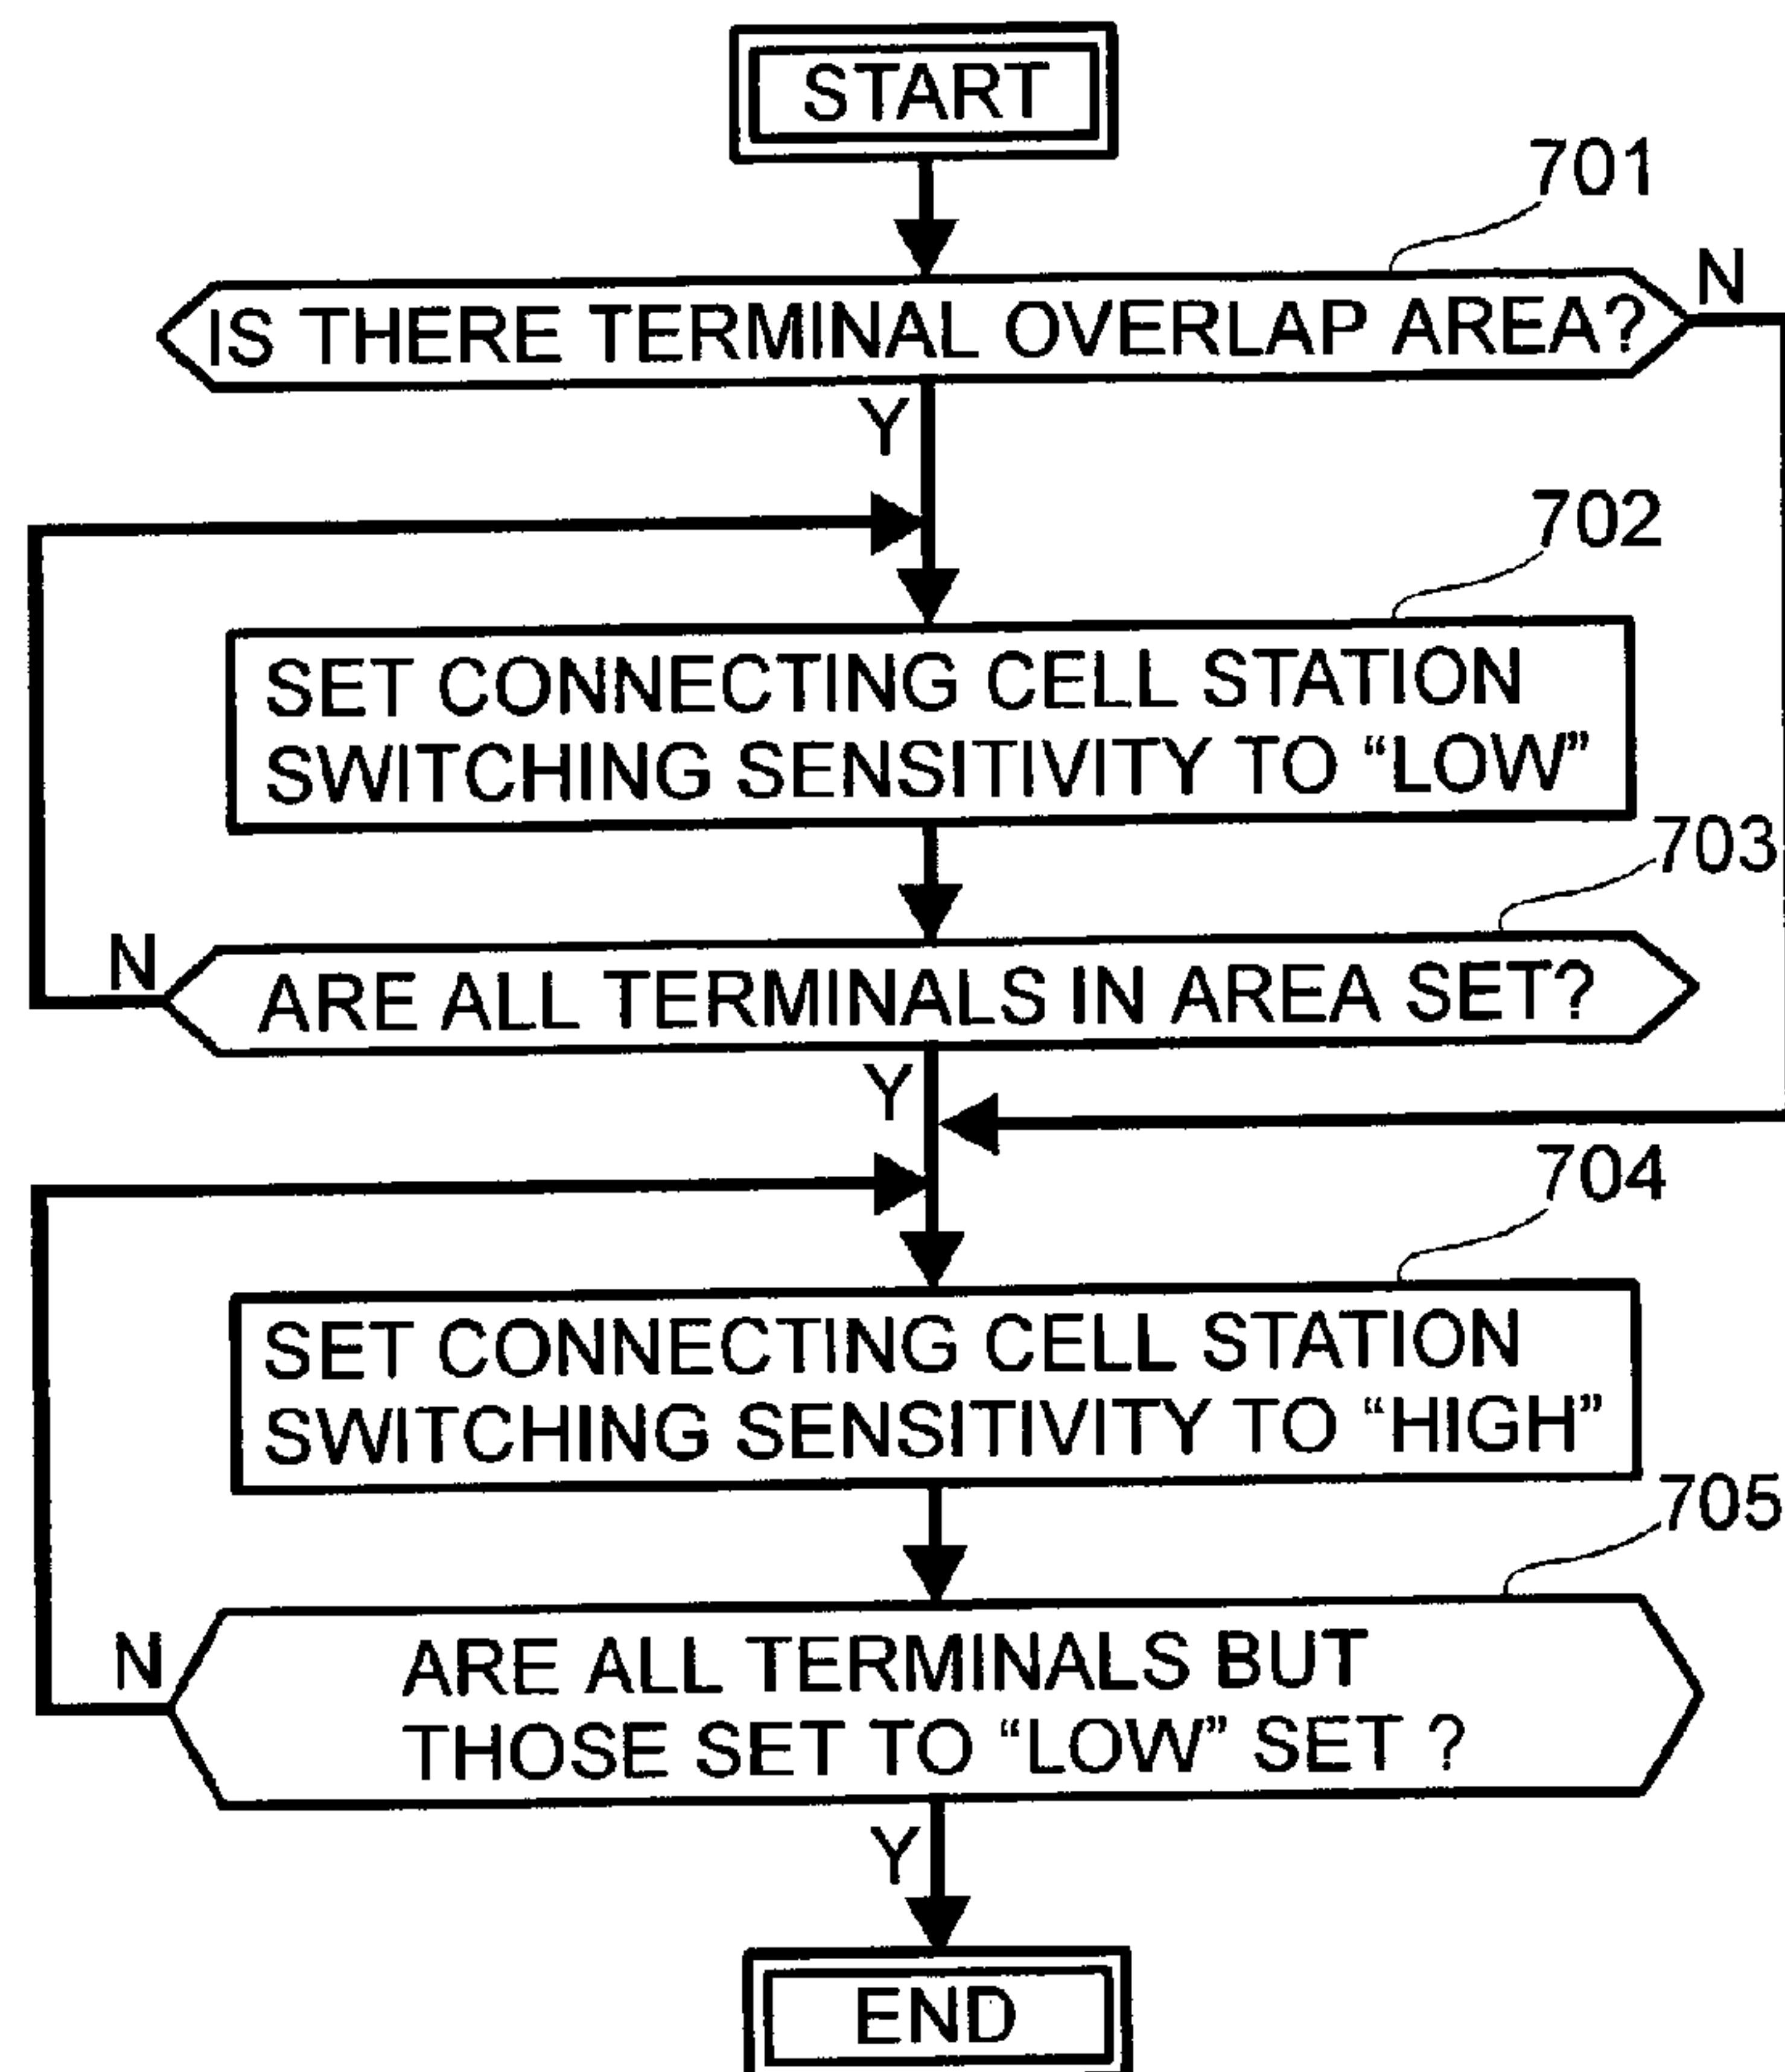 START
701
IS THERE TERMINAL OVERLAP AREA?
N
Y
702
SET CONNECTING CELL STATION
SWITCHING SENSITIVITY TO “LOW”
703
N
ARE ALL TERMINALS IN AREA SET?
Y
704
SET CONNECTING CELL STATION
SWITCHING SENSITIVITY TO “HIGH”
705
N
ARE ALL TERMINALS BUT
THOSE SET TO “LOW” SET ?
Y
END